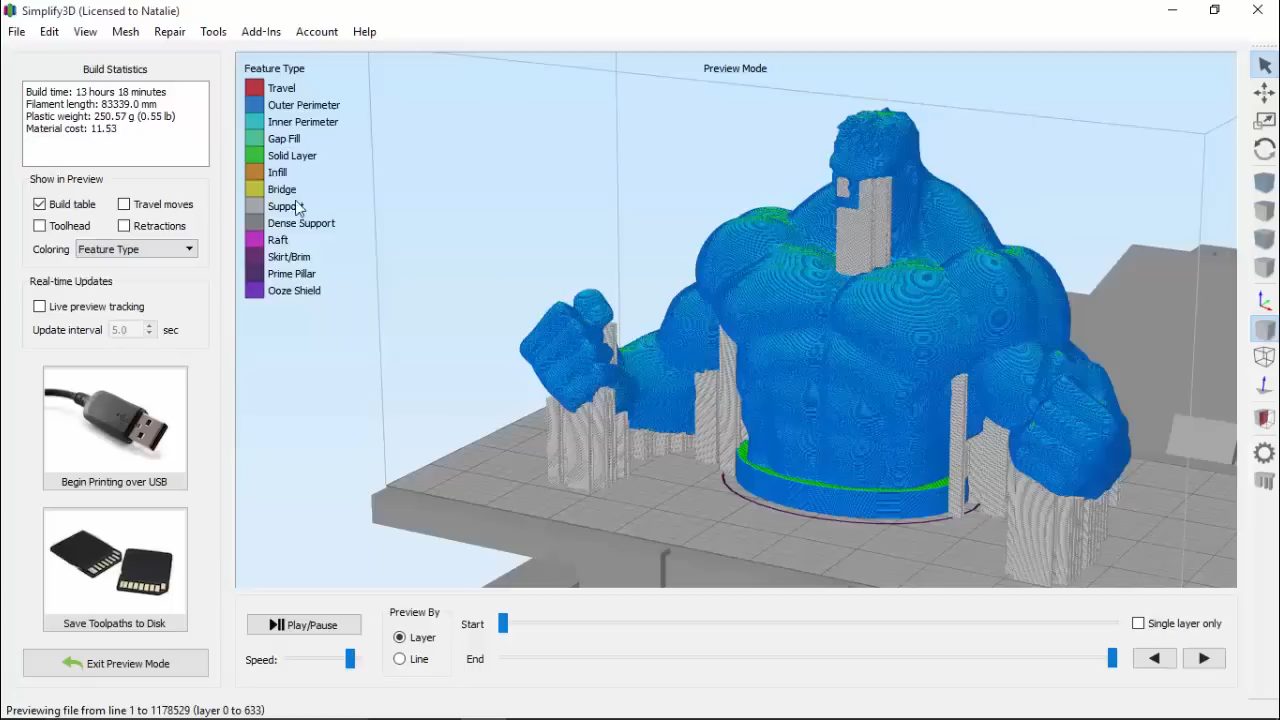 Simplify3D (Licensed to Natalie)
File Edit View Mesh Repair Tools Add-Ins Account Help
Build Statistics
Build time: 13 hours 18 minutes
Filament length: 83339.0 mm
Plastic weight: 250.57 g (0.55 lb)
Material cost: 11.53
Show in Preview
Build table Travel moves
Toolhead Retractions
Coloring Feature Type
Real-time Updates
Live preview tracking
Update interval 5.0 sec
Begin Printing over USB
Save Toolpaths to Disk
Exit Preview Mode
Feature Type
Travel
Outer Perimeter
Inner Perimeter
Gap Fill
Solid Layer
Infill
Bridge
Support
Dense Support
Raft
Skirt/Brim
Prime Pillar
Ooze Shield
Preview Mode
Play/Pause
Speed:
Preview By
Layer
Line
Start
End
Single layer only
Previewing file from line 1 to 1178529 (layer 0 to 633)